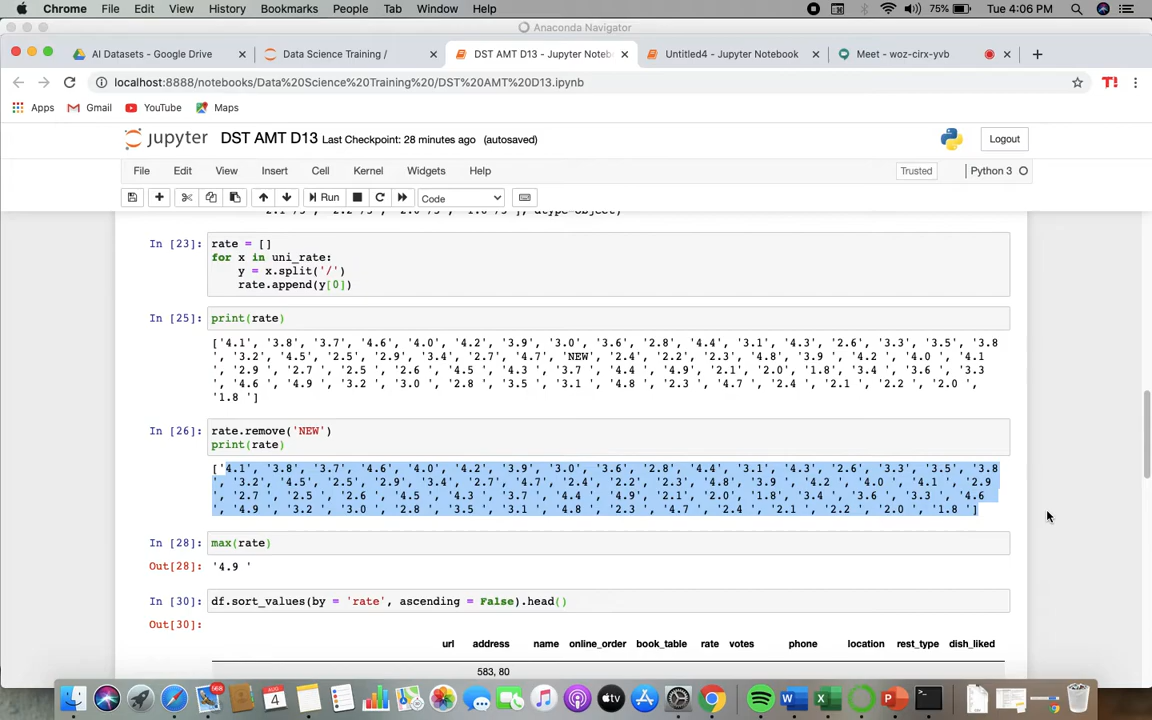 Chrome File Edit View History Bookmarks People Tab Window Help 75% Tue 4:06 PM
Anaconda Navigator
AI Datasets - Google Drive Data Science Training / DST AMT D13 - Jupyter Noteb Untitled4 - Jupyter Notebook Meet - woz-cirx-yvb
localhost:8888/notebooks/Data%20Science%20Training%20/DST%20AMT%20D13.ipynb T!
Apps Gmail YouTube Maps
jupyter DST AMT D13 Last Checkpoint: 28 minutes ago (autosaved) Logout
File Edit View Insert Cell Kernel Widgets Help Trusted Python 3
Run Code
In [23]: rate = []
for x in uni_rate:
y = x.split('/')
rate.append(y[0])
In [25]: print(rate)
['4.1', '3.8', '3.7', '4.6', '4.0', '4.2', '3.9', '3.0', '3.6', '2.8', '4.4', '3.1', '4.3', '2.6', '3.3', '3.5', '3.8
', '3.2', '4.5', '2.5', '2.9', '3.4', '2.7', '4.7', 'NEW', '2.4', '2.2', '2.3', '4.8', '3.9 ', '4.2 ', '4.0 ', '4.1
', '2.9 ', '2.7 ', '2.5 ', '2.6 ', '4.5 ', '4.3 ', '3.7 ', '4.4 ', '4.9', '2.1', '2.0', '1.8', '3.4 ', '3.6 ', '3.3
', '4.6 ', '4.9 ', '3.2 ', '3.0 ', '2.8 ', '3.5 ', '3.1 ', '4.8 ', '2.3 ', '4.7 ', '2.4 ', '2.1 ', '2.2 ', '2.0 ',
'1.8 ']
In [26]: rate.remove('NEW')
print(rate)
['4.1', '3.8', '3.7', '4.6', '4.0', '4.2', '3.9', '3.0', '3.6', '2.8', '4.4', '3.1', '4.3', '2.6', '3.3', '3.5', '3.8
', '3.2', '4.5', '2.5', '2.9', '3.4', '2.7', '4.7', '2.4', '2.2', '2.3', '4.8', '3.9 ', '4.2 ', '4.0 ', '4.1 ', '2.9
', '2.7 ', '2.5 ', '2.6 ', '4.5 ', '4.3 ', '3.7 ', '4.4 ', '4.9', '2.1', '2.0', '1.8', '3.4 ', '3.6 ', '3.3 ', '4.6
', '4.9 ', '3.2 ', '3.0 ', '2.8 ', '3.5 ', '3.1 ', '4.8 ', '2.3 ', '4.7 ', '2.4 ', '2.1 ', '2.2 ', '2.0 ', '1.8 ']
In [28]: max(rate)
Out[28]: '4.9 '
In [30]: df.sort_values(by = 'rate', ascending = False).head()
Out[30]:
url address name online_order book_table rate votes phone location rest_type dish_liked
583, 80